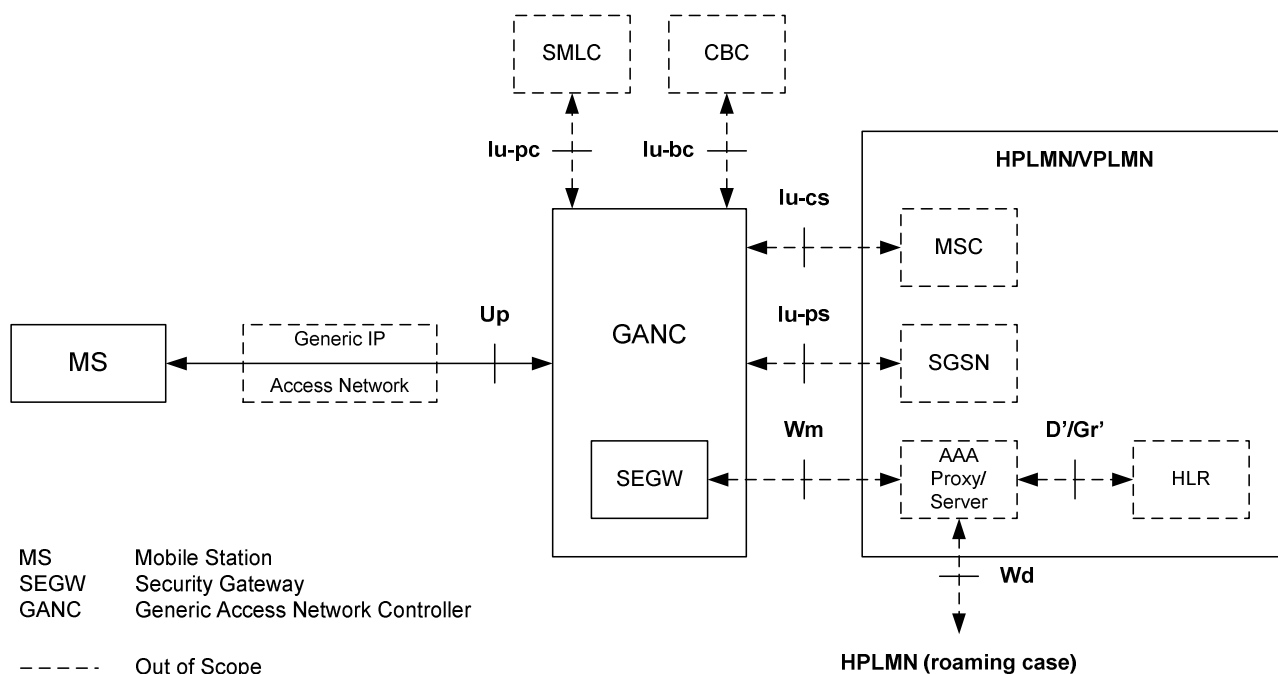 SMLC
CBC
Iu-pc
Iu-bc
HPLMN/VPLMN
Iu-cs
MSC
Up
Iu-ps
Generic IP
Access Network
MS
GANC
SGSN
Wm
D’/Gr’
SEGW
AAA
Proxy/
Server
HLR
MS Mobile Station
SEGW Security Gateway
GANC Generic Access Network Controller
Wd
Out of Scope
HPLMN (roaming case)